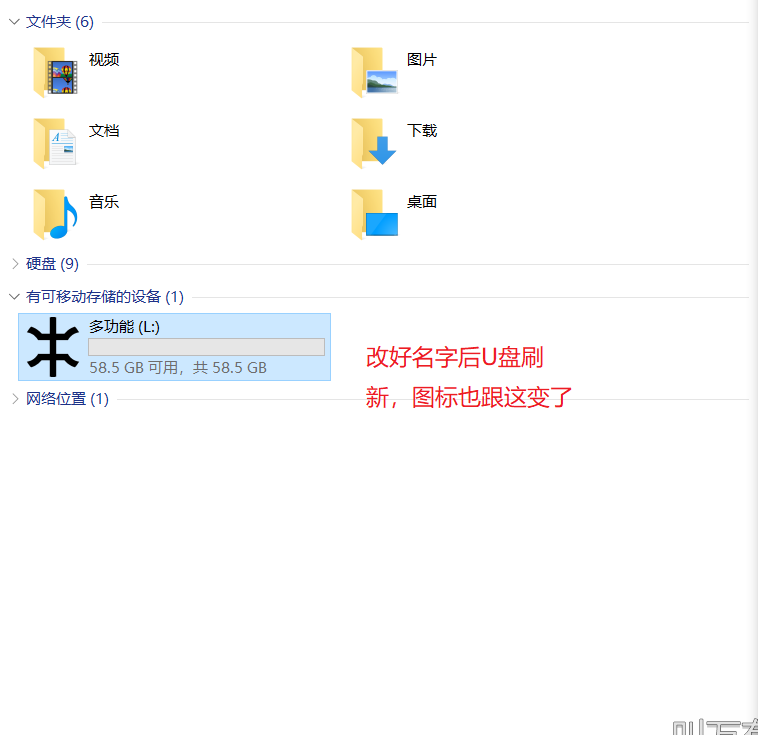 文件夹 (6)
视频
图片
文档
下载
音乐
桌面
硬盘 (9)
有可移动存储的设备 (1)
多功能 (L:)
58.5 GB 可用，共 58.5 GB
改好名字后U盘刷
新，图标也跟这变了
网络位置 (1)